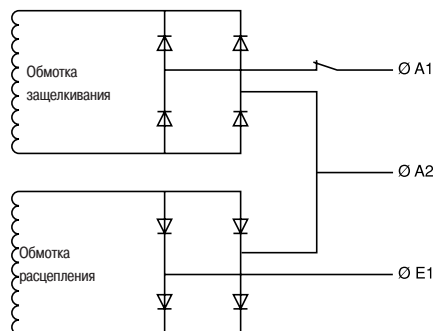 Обмотка
защелкивания
Ø A1
Ø A2
Обмотка
расцепления
Ø E1